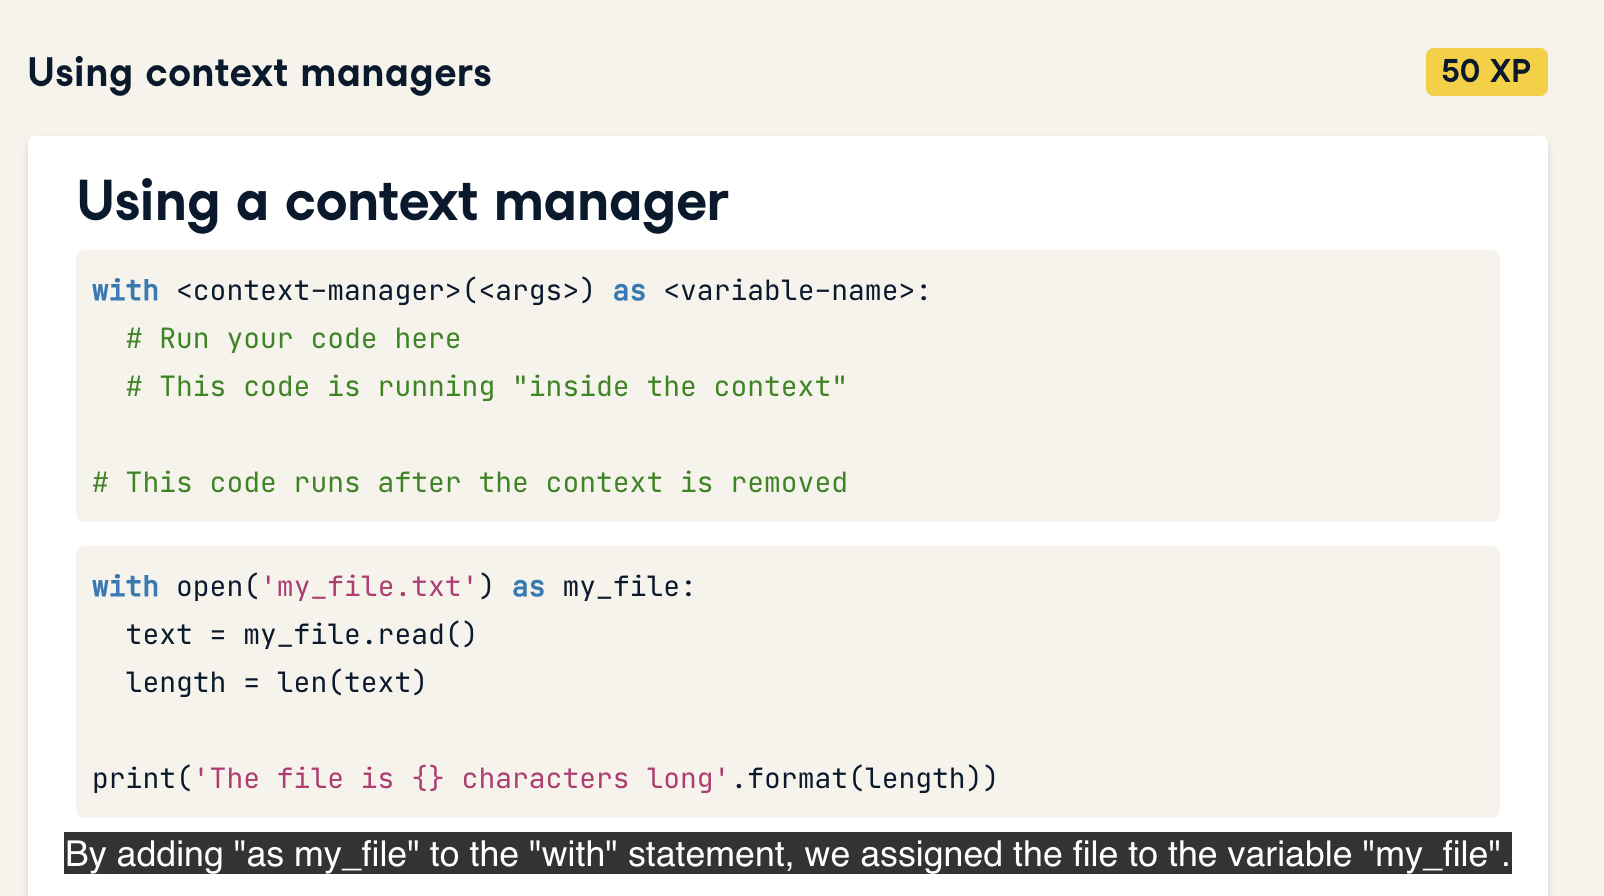 Using context managers
50 XP
Using a context manager
with <context-manager>(<args>) as <variable-name>:
  # Run your code here
  # This code is running "inside the context"
# This code runs after the context is removed
with open('my_file.txt') as my_file:
  text = my_file.read()
  length = len(text)
print('The file is {} characters long'.format(length))
By adding "as my_file" to the "with" statement, we assigned the file to the variable "my_file".